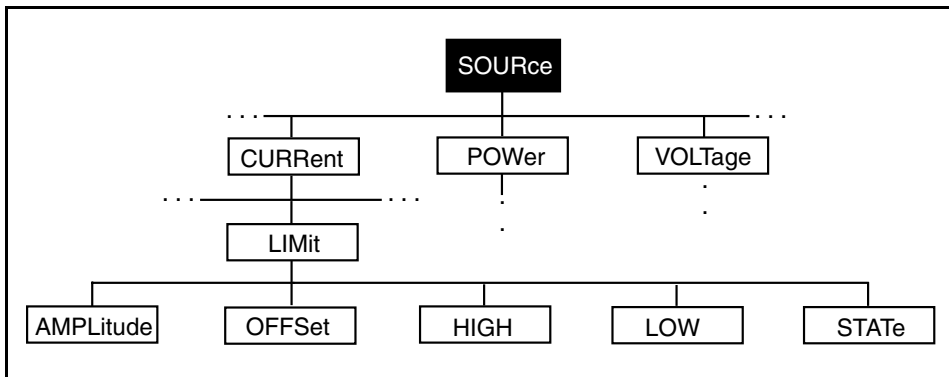 SOURce
CURRent POWer VOLTage
LIMit
AMPLitude OFFSet HIGH LOW STATe